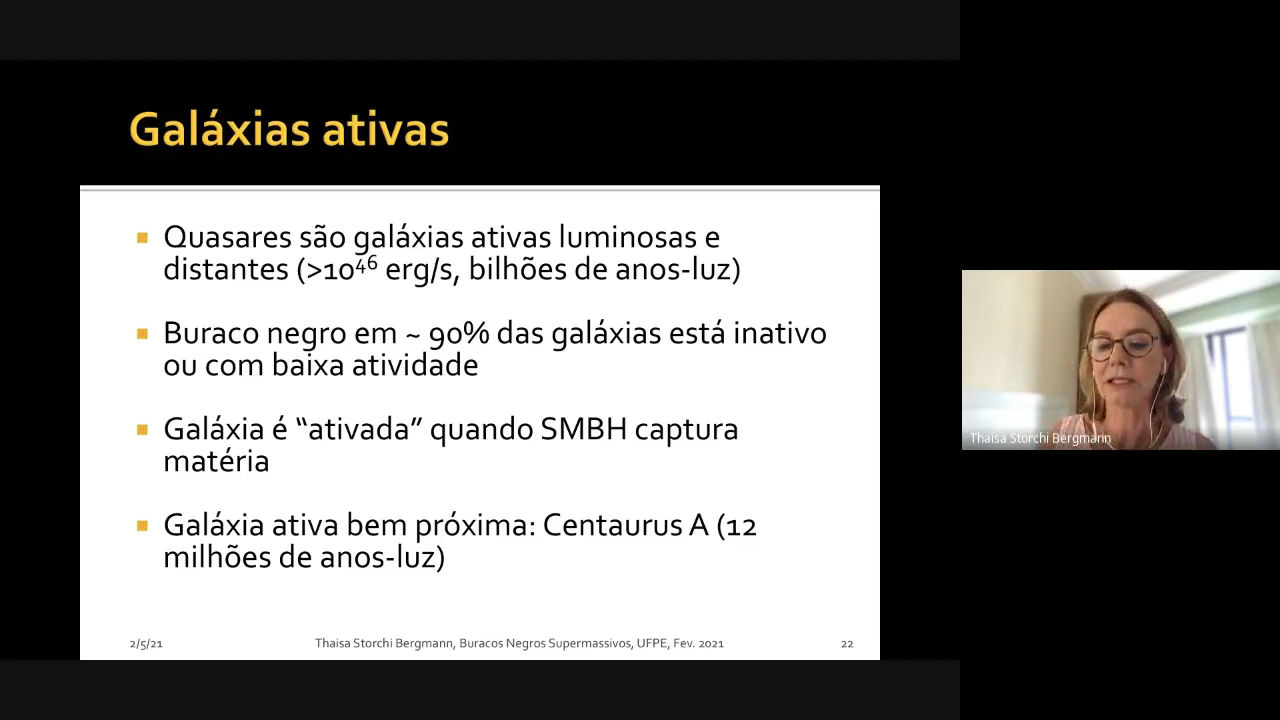 Galáxias ativas
Quasares são galáxias ativas luminosas e
distantes (>10⁴⁶ erg/s, bilhões de anos-luz)
Buraco negro em ~ 90% das galáxias está inativo
ou com baixa atividade
Galáxia é “ativada” quando SMBH captura
matéria
Galáxia ativa bem próxima: Centaurus A (12
milhões de anos-luz)
2/5/21
Thaisa Storchi Bergmann, Buracos Negros Supermassivos, UFPE, Fev. 2021
22
Thaisa Storchi Bergmann